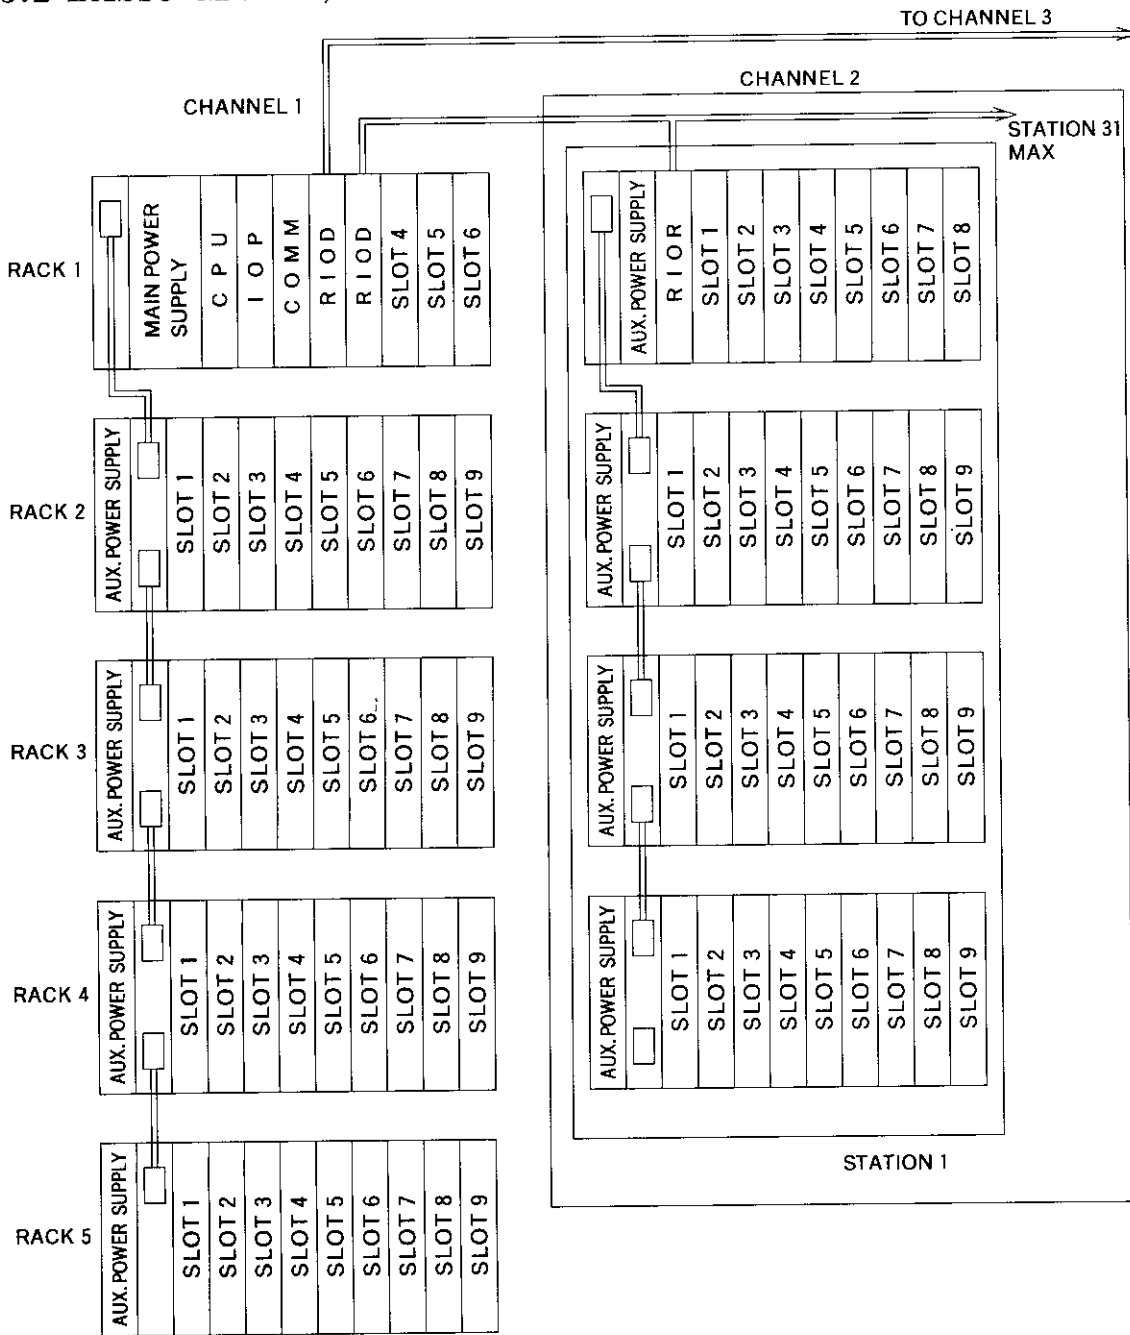 TO CHANNEL 3
CHANNEL 1
CHANNEL 2
STATION 31
MAX
RACK 1
MAIN POWER
SUPPLY
CPU
IOP
COMM
RIOD
RIOD
SLOT 4
SLOT 5
SLOT 6
AUX. POWER SUPPLY
RIOR
SLOT 1
SLOT 2
SLOT 3
SLOT 4
SLOT 5
SLOT 6
SLOT 7
SLOT 8
RACK 2
AUX. POWER SUPPLY
SLOT 1
SLOT 2
SLOT 3
SLOT 4
SLOT 5
SLOT 6
SLOT 7
SLOT 8
SLOT 9
AUX. POWER SUPPLY
SLOT 1
SLOT 2
SLOT 3
SLOT 4
SLOT 5
SLOT 6
SLOT 7
SLOT 8
SLOT 9
RACK 3
AUX. POWER SUPPLY
SLOT 1
SLOT 2
SLOT 3
SLOT 4
SLOT 5
SLOT 6
SLOT 7
SLOT 8
SLOT 9
AUX. POWER SUPPLY
SLOT 1
SLOT 2
SLOT 3
SLOT 4
SLOT 5
SLOT 6
SLOT 7
SLOT 8
SLOT 9
RACK 4
AUX. POWER SUPPLY
SLOT 1
SLOT 2
SLOT 3
SLOT 4
SLOT 5
SLOT 6
SLOT 7
SLOT 8
SLOT 9
AUX. POWER SUPPLY
SLOT 1
SLOT 2
SLOT 3
SLOT 4
SLOT 5
SLOT 6
SLOT 7
SLOT 8
SLOT 9
STATION 1
RACK 5
AUX. POWER SUPPLY
SLOT 1
SLOT 2
SLOT 3
SLOT 4
SLOT 5
SLOT 6
SLOT 7
SLOT 8
SLOT 9